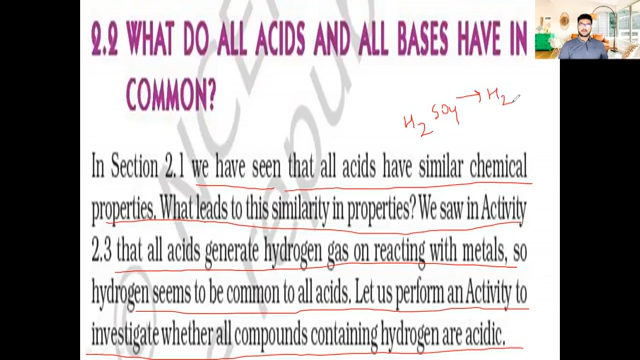 2.2 WHAT DO ALL ACIDS AND ALL BASES HAVE IN
COMMON?
H2SO4 → H2
In Section 2.1 we have seen that all acids have similar chemical
properties. What leads to this similarity in properties? We saw in Activity
2.3 that all acids generate hydrogen gas on reacting with metals, so
hydrogen seems to be common to all acids. Let us perform an Activity to
investigate whether all compounds containing hydrogen are acidic.